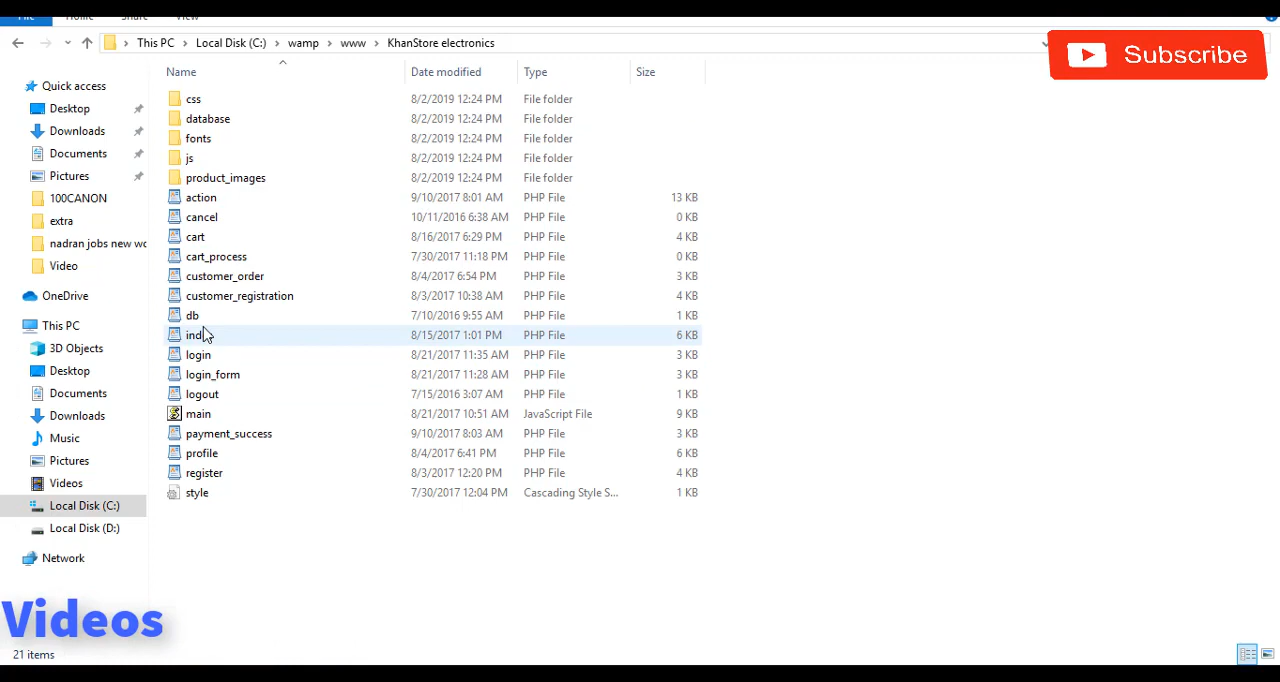 File Home Share View
This PC Local Disk (C:) wamp www KhanStore electronics
Subscribe
Name Date modified Type Size
Quick access
Desktop
Downloads
Documents
Pictures
100CANON
extra
nadran jobs new wo
Video
OneDrive
This PC
3D Objects
Desktop
Documents
Downloads
Music
Pictures
Videos
Local Disk (C:)
Local Disk (D:)
Network
css 8/2/2019 12:24 PM File folder
database 8/2/2019 12:24 PM File folder
fonts 8/2/2019 12:24 PM File folder
js 8/2/2019 12:24 PM File folder
product_images 8/2/2019 12:24 PM File folder
action 9/10/2017 8:01 AM PHP File 13 KB
cancel 10/11/2016 6:38 AM PHP File 0 KB
cart 8/16/2017 6:29 PM PHP File 4 KB
cart_process 7/30/2017 11:18 PM PHP File 0 KB
customer_order 8/4/2017 6:54 PM PHP File 3 KB
customer_registration 8/3/2017 10:38 AM PHP File 4 KB
db 7/10/2016 9:55 AM PHP File 1 KB
ind 8/15/2017 1:01 PM PHP File 6 KB
login 8/21/2017 11:35 AM PHP File 3 KB
login_form 8/21/2017 11:28 AM PHP File 3 KB
logout 7/15/2016 3:07 AM PHP File 1 KB
main 8/21/2017 10:51 AM JavaScript File 9 KB
payment_success 9/10/2017 8:03 AM PHP File 3 KB
profile 8/4/2017 6:41 PM PHP File 6 KB
register 8/3/2017 12:20 PM PHP File 4 KB
style 7/30/2017 12:04 PM Cascading Style S... 1 KB
Videos
21 items